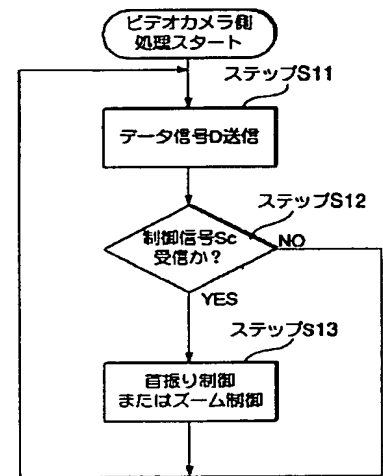 ビデオカメラ側
処理スタート
ステップS11
データ信号D送信
ステップS12
制御信号Sc
受信か?
NO
YES
ステップS13
首振り制御
またはズーム制御